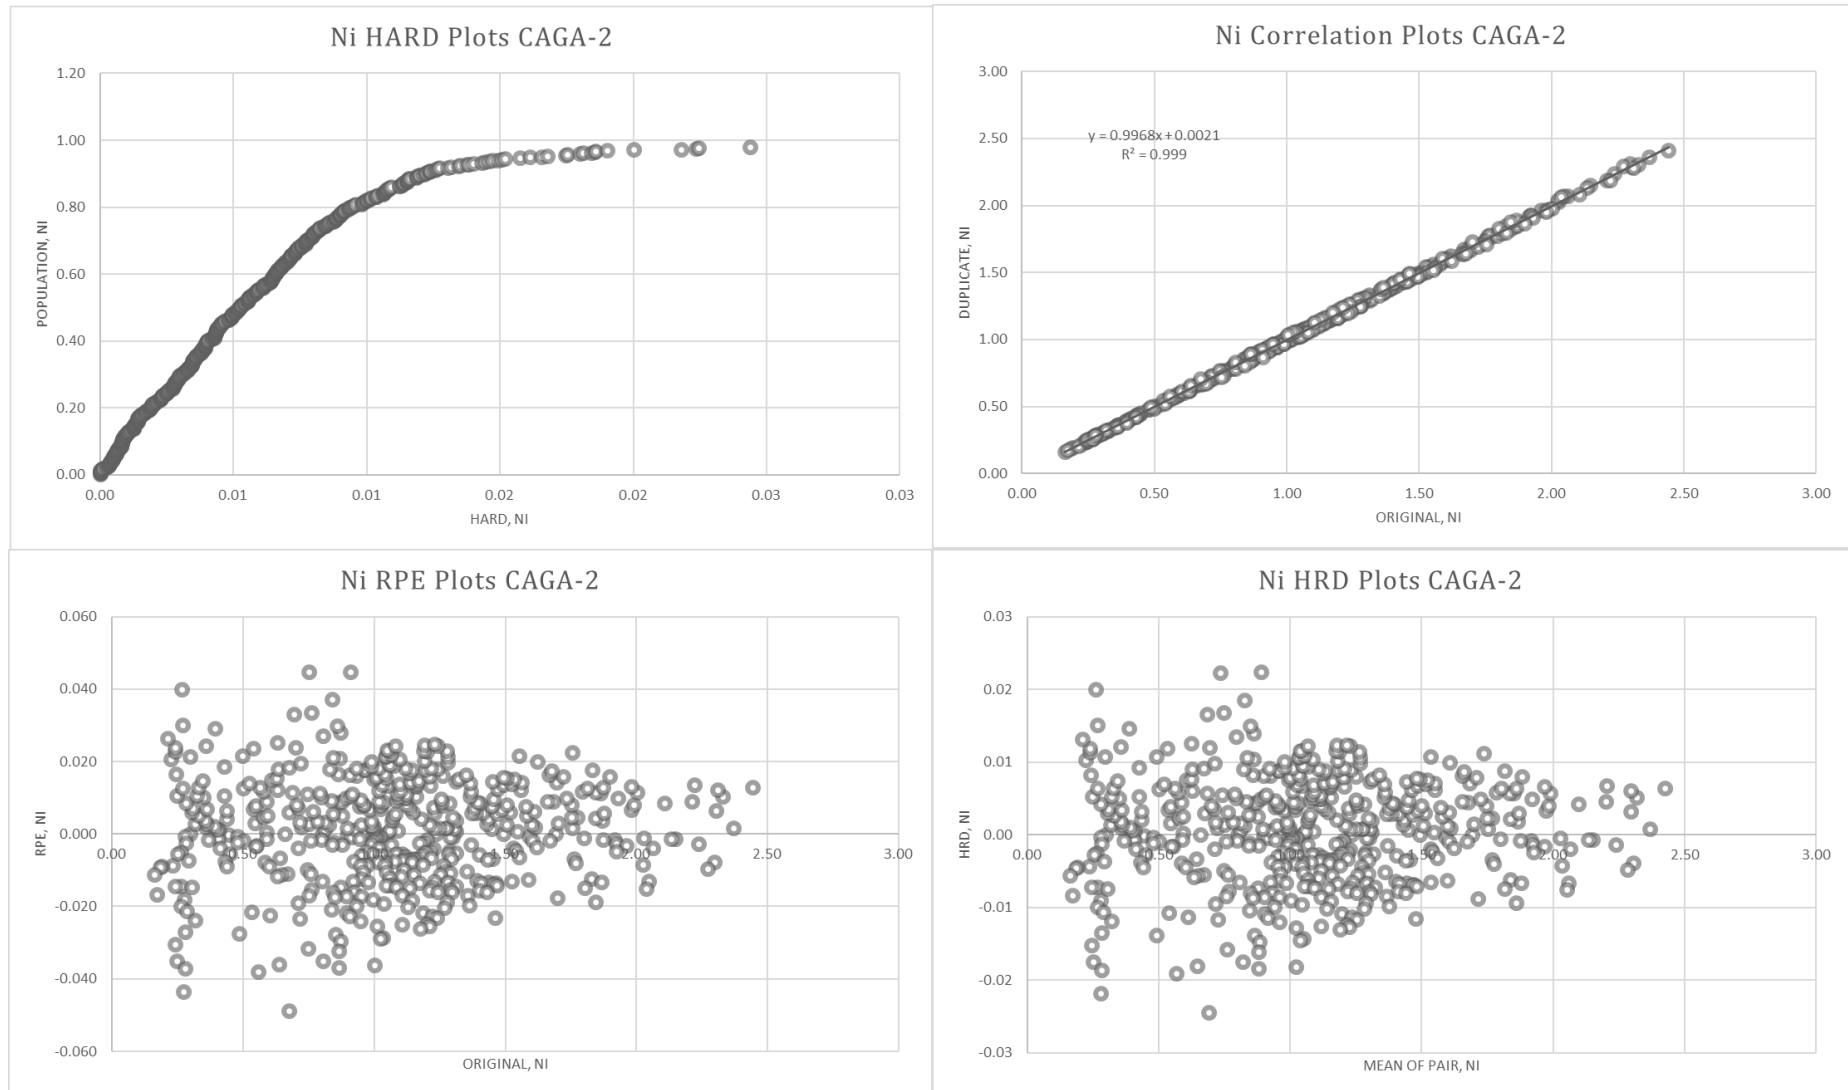 Ni HARD Plots CAGA-2
1.20
1.00
0.80
0.60
0.40
0.20
0.00
POPULATION, NI
0.00 0.01 0.01 0.02 0.02 0.03 0.03
HARD, NI
Ni Correlation Plots CAGA-2
3.00
2.50
2.00
1.50
1.00
0.50
0.00
DUPLICATE, NI
y = 0.9968x + 0.0021
R² = 0.999
0.00 0.50 1.00 1.50 2.00 2.50 3.00
ORIGINAL, NI
Ni RPE Plots CAGA-2
0.060
0.040
0.020
0.000
-0.020
-0.040
-0.060
RPE, NI
0.00 0.50 1.00 1.50 2.00 2.50 3.00
ORIGINAL, NI
Ni HRD Plots CAGA-2
0.03
0.02
0.01
0.00
-0.01
-0.02
-0.03
HRD, NI
0.00 0.50 1.00 1.50 2.00 2.50 3.00
MEAN OF PAIR, NI